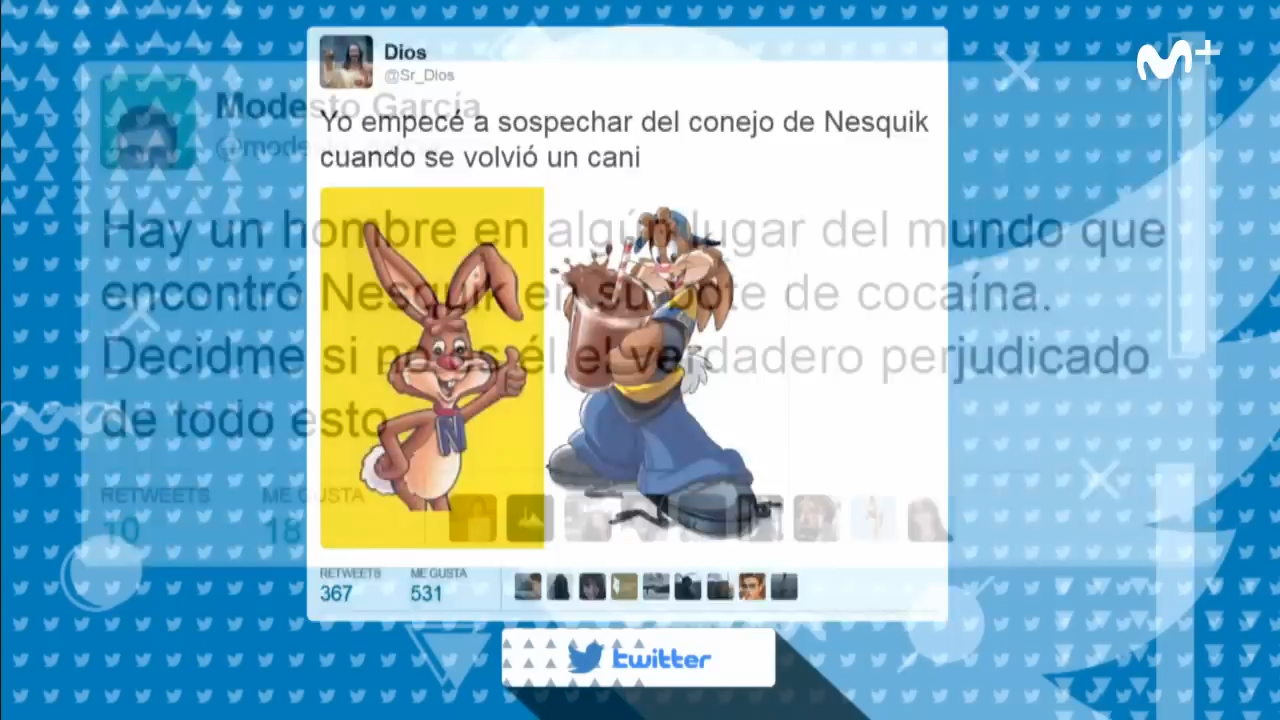 M+
Dios
@Sr_Dios
Yo empecé a sospechar del conejo de Nesquik
cuando se volvió un cani
N
RETWEETS
367
ME GUSTA
531
Modesto García
Hay un hombre en algún lugar del mundo que
encontró Nesquik en su bote de cocaína.
Decidme si no es él el verdadero perjudicado
de todo esto
RETWEETS
10
ME GUSTA
18
twitter